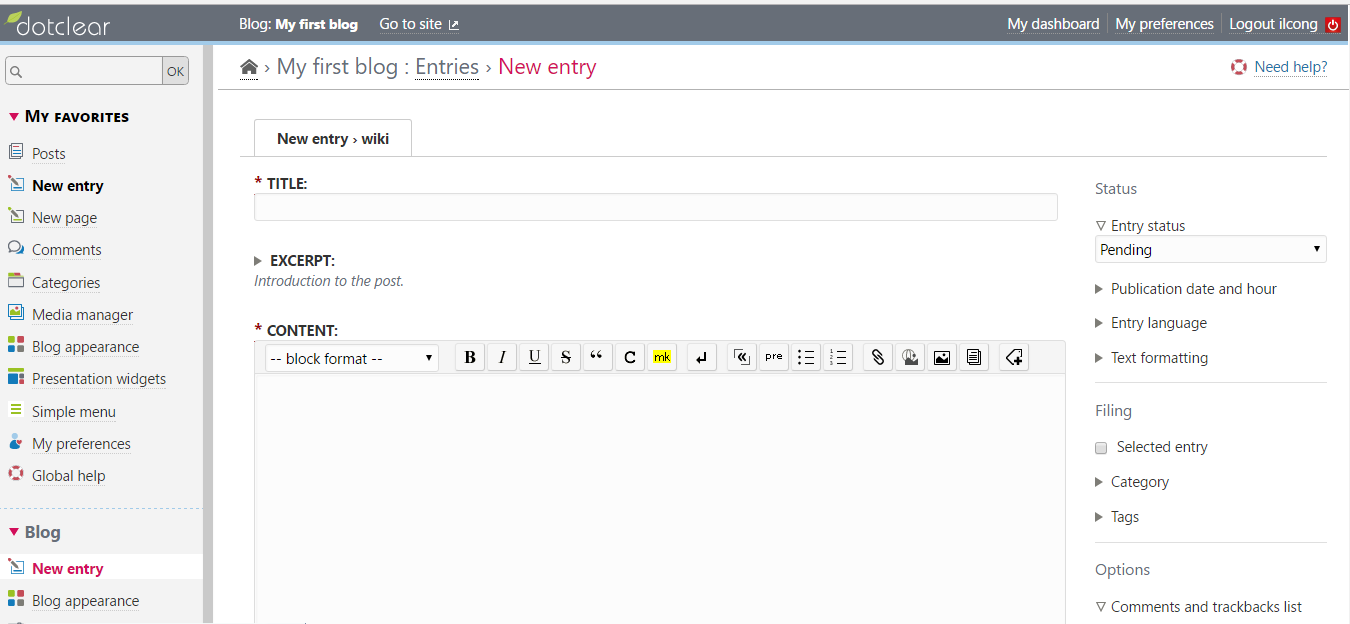 dotclear
Blog: My first blog Go to site
My dashboard My preferences Logout ilcong
OK
My favorites
Posts
New entry
New page
Comments
Categories
Media manager
Blog appearance
Presentation widgets
Simple menu
My preferences
Global help
Blog
New entry
Blog appearance
› My first blog : Entries › New entry
Need help?
New entry › wiki
* TITLE:
EXCERPT:
Introduction to the post.
* CONTENT:
-- block format -- B I U S “ C mk pre
Status
Entry status
Pending
Publication date and hour
Entry language
Text formatting
Filing
Selected entry
Category
Tags
Options
Comments and trackbacks list